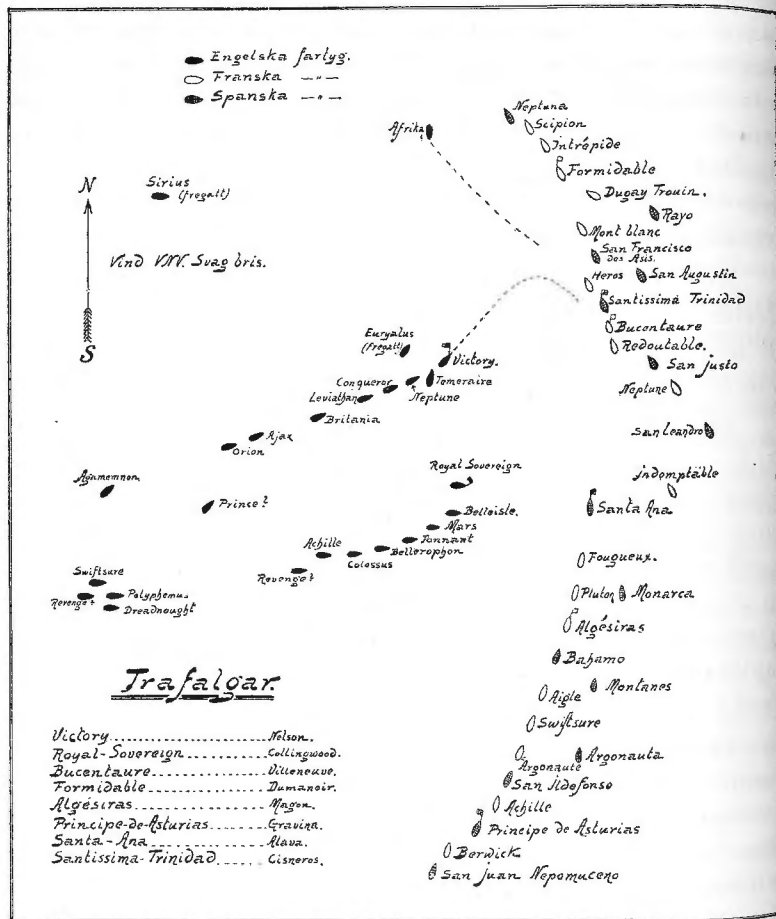 Engelska fartyg.
Franska —"—
Spanska —"—
Neptuna
Afrika
Scipion
Intrépide
Formidable
Dugay Trouin.
Rayo
Mont blanc
San Francisco
des Asis.
Heros
San Augustin
Santissima Trinidad
Bucentaure
Redoutable.
San justo
Neptune
San Leandro
indomptable
Santa Ana
Fougueux.
Pluton
Monarca
Algésiras
Bahamo
Montanes
Aigle
Swiftsure
Argonauta
Argonaute
San Ildefonso
Achille
Principe de Asturias
Berwick
San juan Nepomuceno
N
Sirius
(fregatt)
Vind VNV. Svag bris.
S
Euryalus
(fregatt)
Victory.
Conqueror
Temeraire
Leviathan
Neptune
Britania
Ajax
Orion
Agamemnon.
Prince?
Royal Sovereign
Belleisle.
Mars
Tonnant
Achille
Bellerophon
Colossus
Revenge?
Swiftsure
Revenge?
Polyphemus
Dreadnought
Trafalgar.
Victory.................Nelson.
Royal-Sovereign.........Collingwood.
Bucentaure..............Villeneuve.
Formidable..............Dumanoir.
Algésiras...............Magon.
Principe-de-Asturias....Gravina.
Santa-Ana...............Alava.
Santissima-Trinidad.....Cisneros.